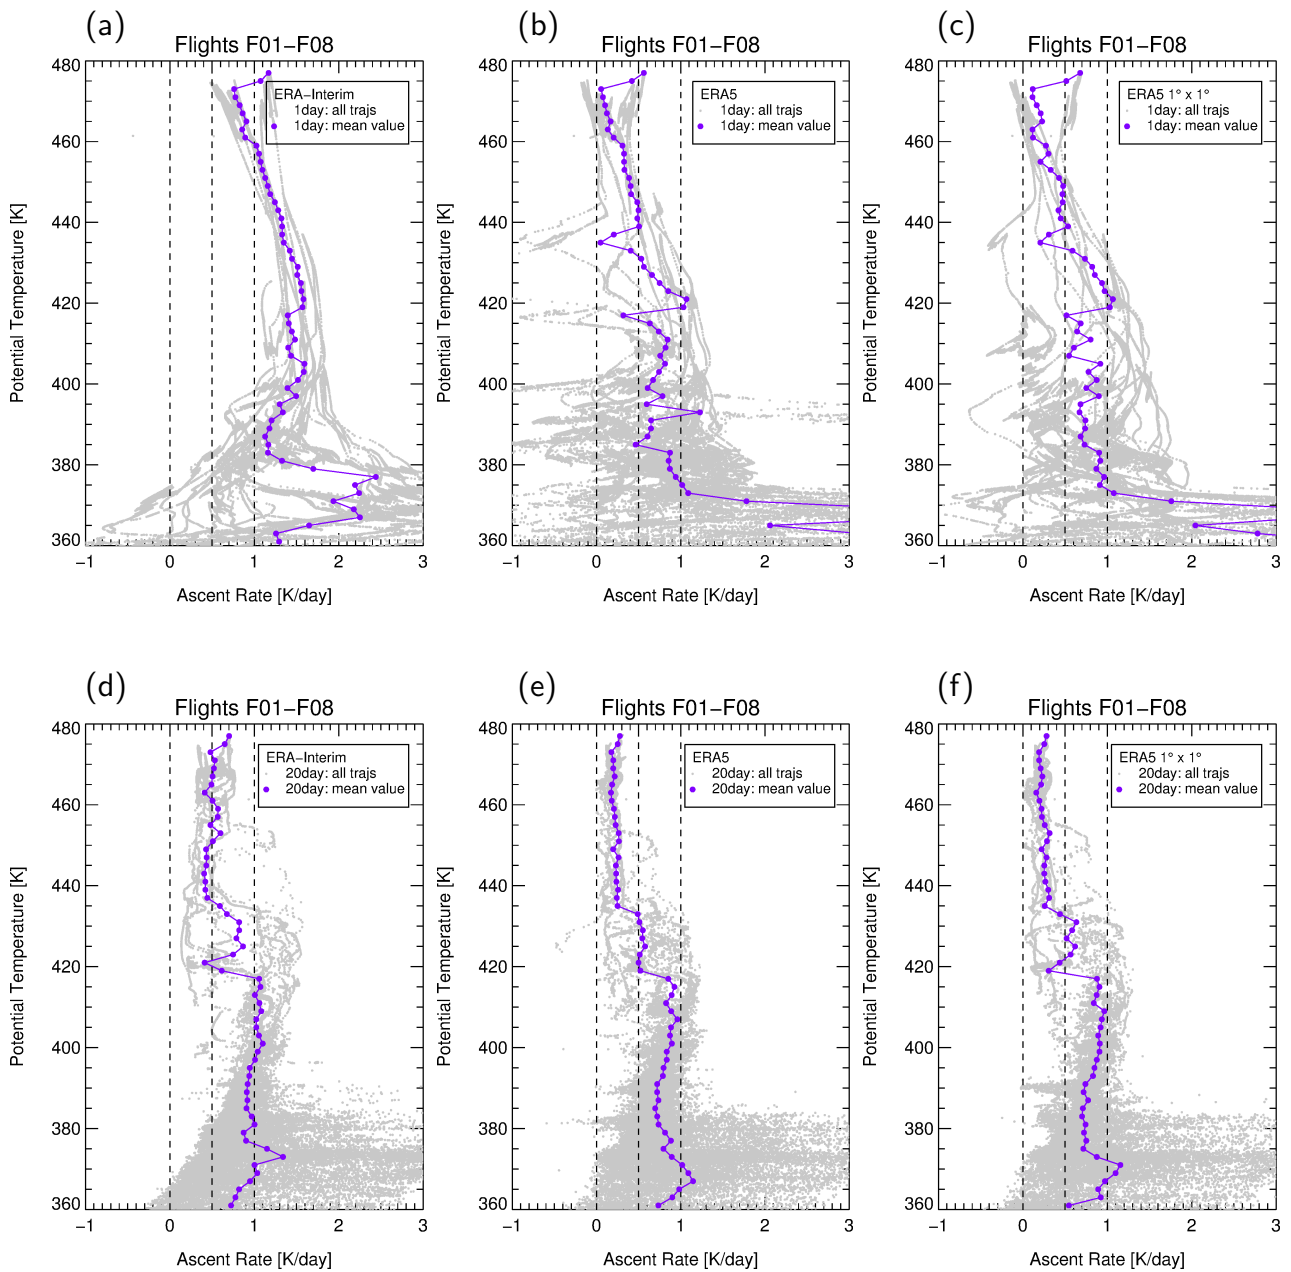 (a)
Flights F01−F08
ERA−Interim
1day: all trajs
1day: mean value
Potential Temperature [K]
480
460
440
420
400
380
360
−1 0 1 2 3
Ascent Rate [K/day]
(b)
Flights F01−F08
ERA5
1day: all trajs
1day: mean value
Potential Temperature [K]
480
460
440
420
400
380
360
−1 0 1 2 3
Ascent Rate [K/day]
(c)
Flights F01−F08
ERA5 1° x 1°
1day: all trajs
1day: mean value
Potential Temperature [K]
480
460
440
420
400
380
360
−1 0 1 2 3
Ascent Rate [K/day]
(d)
Flights F01−F08
ERA−Interim
20day: all trajs
20day: mean value
Potential Temperature [K]
480
460
440
420
400
380
360
−1 0 1 2 3
Ascent Rate [K/day]
(e)
Flights F01−F08
ERA5
20day: all trajs
20day: mean value
Potential Temperature [K]
480
460
440
420
400
380
360
−1 0 1 2 3
Ascent Rate [K/day]
(f)
Flights F01−F08
ERA5 1° x 1°
20day: all trajs
20day: mean value
Potential Temperature [K]
480
460
440
420
400
380
360
−1 0 1 2 3
Ascent Rate [K/day]